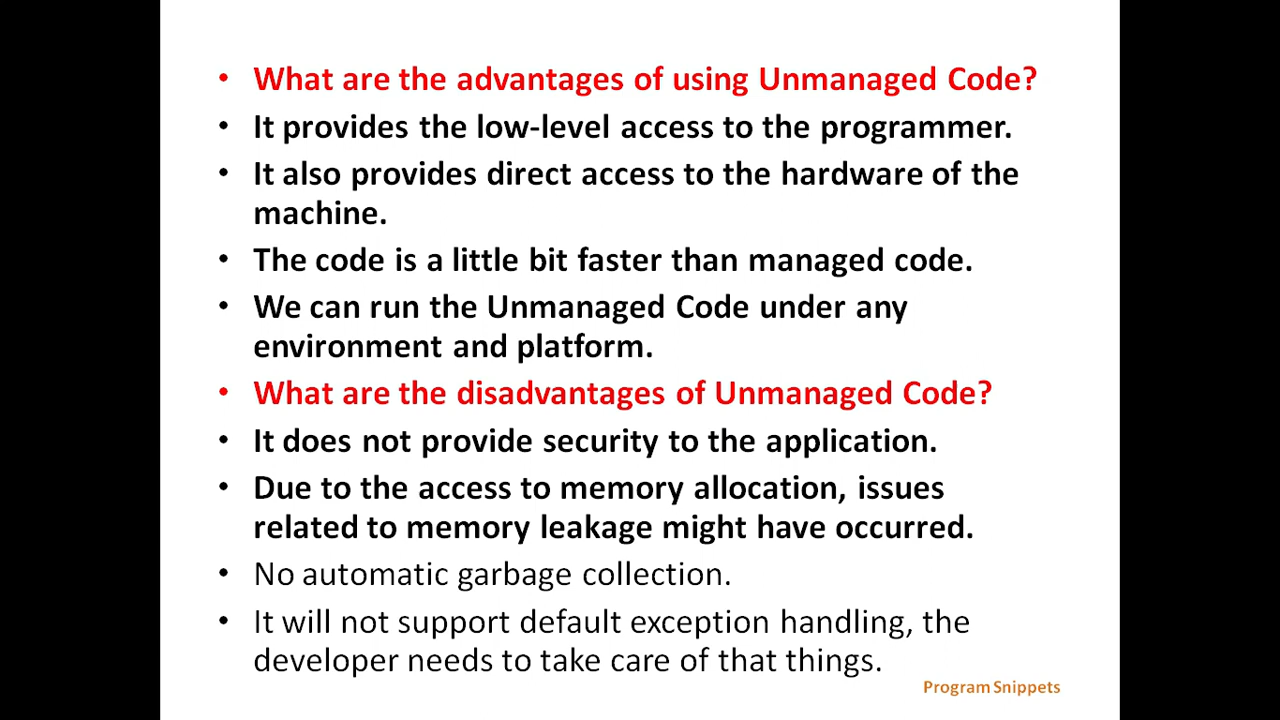 • What are the advantages of using Unmanaged Code?
• It provides the low-level access to the programmer.
• It also provides direct access to the hardware of the
machine.
• The code is a little bit faster than managed code.
• We can run the Unmanaged Code under any
environment and platform.
• What are the disadvantages of Unmanaged Code?
• It does not provide security to the application.
• Due to the access to memory allocation, issues
related to memory leakage might have occurred.
• No automatic garbage collection.
• It will not support default exception handling, the
developer needs to take care of that things.
Program Snippets